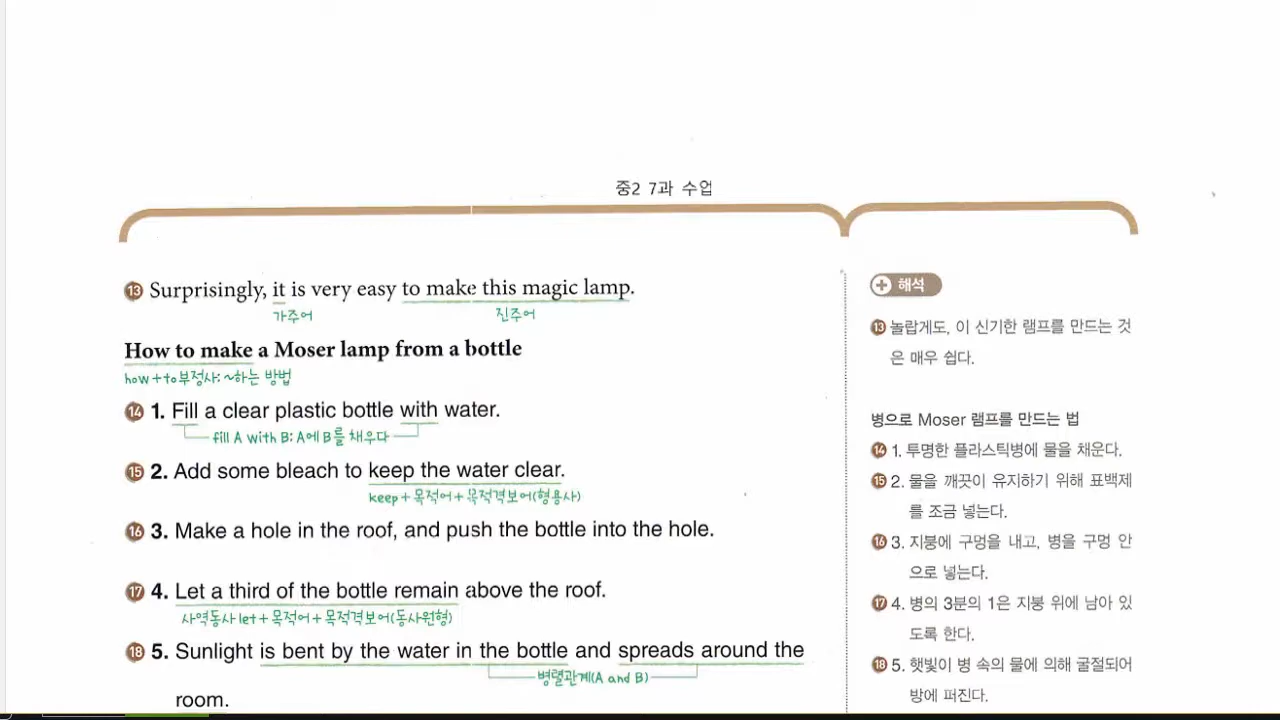 중2 7과 수업
⑬ Surprisingly, it is very easy to make this magic lamp.
가주어 진주어
How to make a Moser lamp from a bottle
how+to부정사: ~하는 방법
⑭ 1. Fill a clear plastic bottle with water.
fill A with B: A에 B를 채우다
⑮ 2. Add some bleach to keep the water clear.
keep+목적어+목적격보어(형용사)
⑯ 3. Make a hole in the roof, and push the bottle into the hole.
⑰ 4. Let a third of the bottle remain above the roof.
사역동사 let+목적어+목적격보어(동사원형)
⑱ 5. Sunlight is bent by the water in the bottle and spreads around the
병렬관계(A and B)
room.
+ 해석
⑬ 놀랍게도, 이 신기한 램프를 만드는 것
은 매우 쉽다.
병으로 Moser 램프를 만드는 법
⑭ 1. 투명한 플라스틱병에 물을 채운다.
⑮ 2. 물을 깨끗이 유지하기 위해 표백제
를 조금 넣는다.
⑯ 3. 지붕에 구멍을 내고, 병을 구멍 안
으로 넣는다.
⑰ 4. 병의 3분의 1은 지붕 위에 남아 있
도록 한다.
⑱ 5. 햇빛이 병 속의 물에 의해 굴절되어
방에 퍼진다.